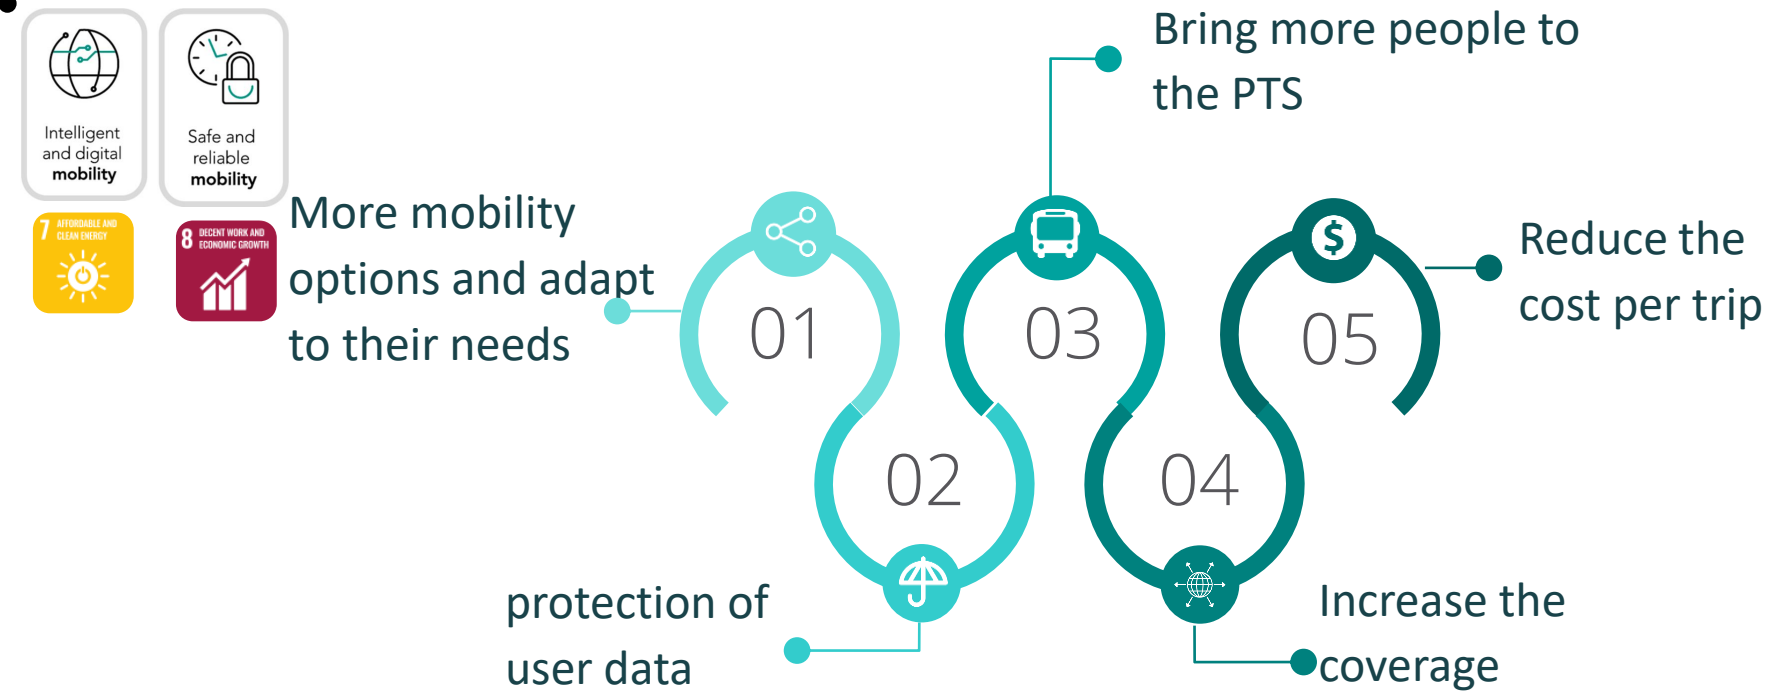 Intelligent
and digital
mobility
Safe and
reliable
mobility
7 AFFORDABLE AND
CLEAN ENERGY
8 DECENT WORK AND
ECONOMIC GROWTH
More mobility
options and adapt
to their needs
01
protection of
user data
02
Bring more people to
the PTS
03
Increase the
coverage
04
Reduce the
cost per trip
$
05